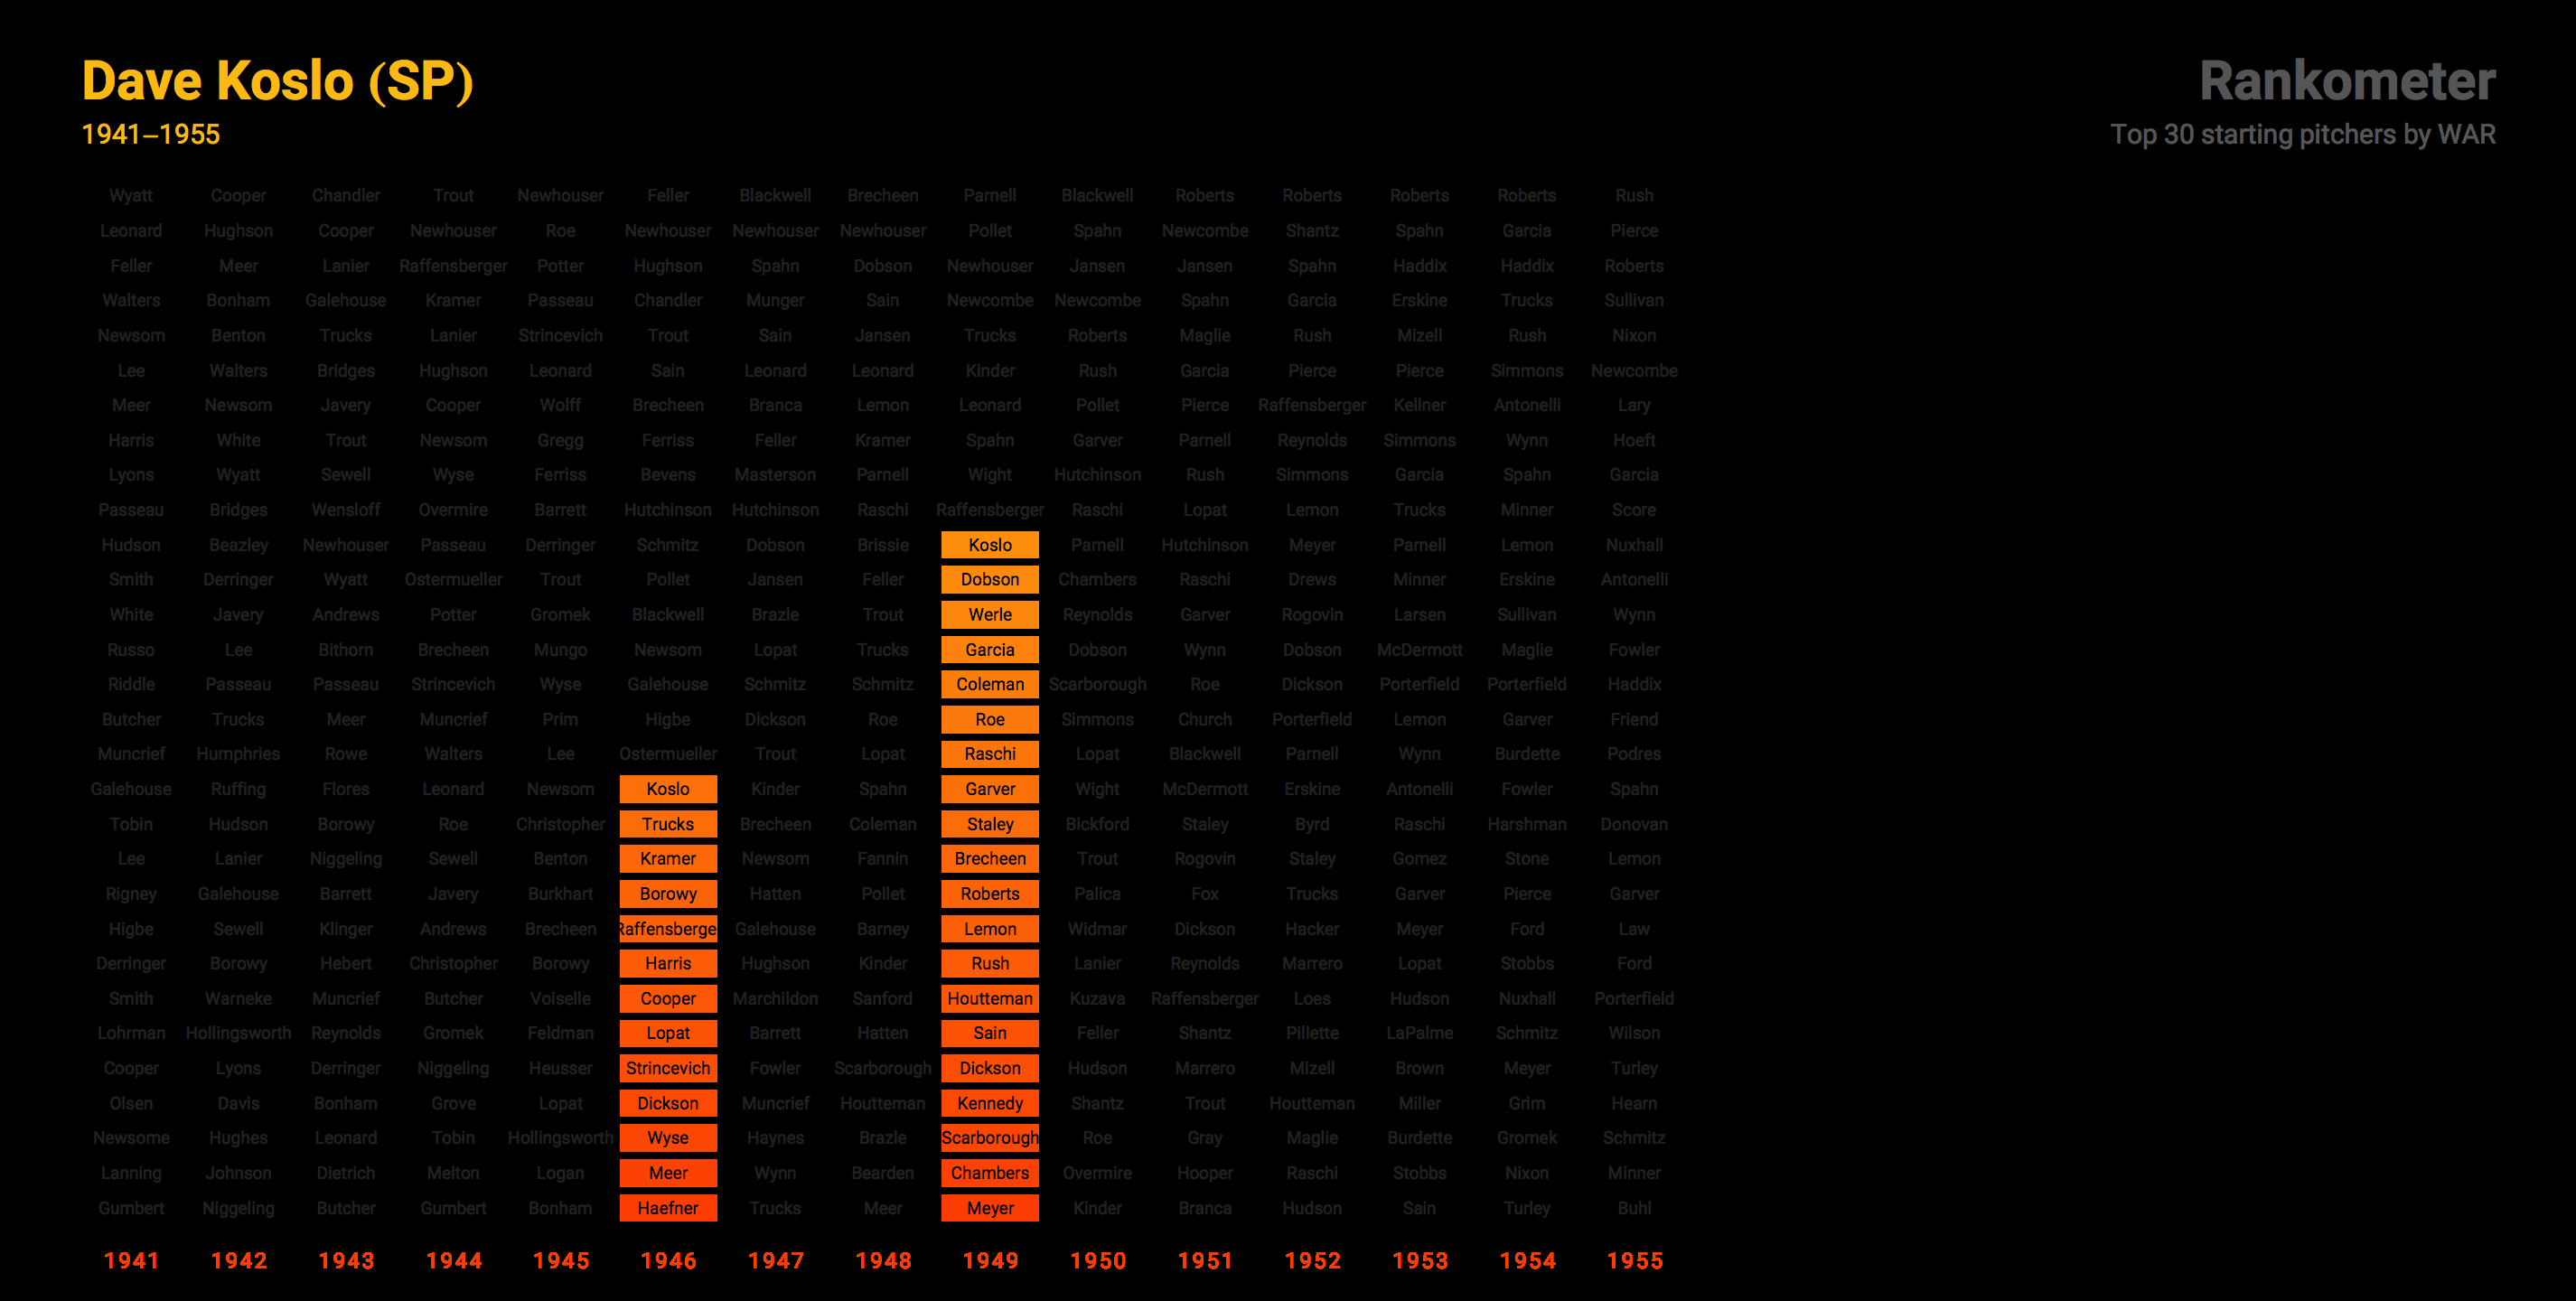 Dave Koslo (SP)
1941–1955
Rankometer
Top 30 starting pitchers by WAR
Wyatt Cooper Chandler Trout Newhouser Feller Blackwell Brecheen Parnell Blackwell Roberts Roberts Roberts Roberts Rush
Leonard Hughson Cooper Newhouser Roe Newhouser Newhouser Newhouser Pollet Spahn Newcombe Shantz Spahn Garcia Pierce
Feller Meer Lanier Raffensberger Potter Hughson Spahn Dobson Newhouser Jansen Jansen Spahn Haddix Haddix Roberts
Walters Bonham Galehouse Kramer Passeau Chandler Munger Sain Newcombe Newcombe Spahn Garcia Erskine Trucks Sullivan
Newsom Benton Trucks Lanier Strincevich Trout Sain Jansen Trucks Roberts Maglie Rush Mizell Rush Nixon
Lee Walters Bridges Hughson Leonard Sain Leonard Leonard Kinder Rush Garcia Pierce Pierce Simmons Newcombe
Meer Newsom Javery Cooper Wolff Brecheen Branca Lemon Leonard Pollet Pierce Raffensberger Kellner Antonelli Lary
Harris White Trout Newsom Gregg Ferriss Feller Kramer Spahn Garver Parnell Reynolds Simmons Wynn Hoeft
Lyons Wyatt Sewell Wyse Ferriss Bevens Masterson Parnell Wight Hutchinson Rush Simmons Garcia Spahn Garcia
Passeau Bridges Wensloff Overmire Barrett Hutchinson Hutchinson Raschi Raffensberger Raschi Lopat Lemon Trucks Minner Score
Hudson Beazley Newhouser Passeau Derringer Schmitz Dobson Brissie Koslo Parnell Hutchinson Meyer Parnell Lemon Nuxhall
Smith Derringer Wyatt Ostermueller Trout Pollet Jansen Feller Dobson Chambers Raschi Drews Minner Erskine Antonelli
White Javery Andrews Potter Gromek Blackwell Brazle Trout Werle Reynolds Garver Rogovin Larsen Sullivan Wynn
Russo Lee Bithorn Brecheen Mungo Newsom Lopat Trucks Garcia Dobson Wynn Dobson McDermott Maglie Fowler
Riddle Passeau Passeau Strincevich Wyse Galehouse Schmitz Schmitz Coleman Scarborough Roe Dickson Porterfield Porterfield Haddix
Butcher Trucks Meer Muncrief Prim Higbe Dickson Roe Roe Simmons Church Porterfield Lemon Garver Friend
Muncrief Humphries Rowe Walters Lee Ostermueller Trout Lopat Raschi Lopat Blackwell Parnell Wynn Burdette Podres
Galehouse Ruffing Flores Leonard Newsom Koslo Kinder Spahn Garver Wight McDermott Erskine Antonelli Fowler Spahn
Tobin Hudson Borowy Roe Christopher Trucks Brecheen Coleman Staley Bickford Staley Byrd Raschi Harshman Donovan
Lee Lanier Niggeling Sewell Benton Kramer Newsom Fannin Brecheen Trout Rogovin Staley Gomez Stone Lemon
Rigney Galehouse Barrett Javery Burkhart Borowy Hatten Pollet Roberts Palica Fox Trucks Garver Pierce Garver
Higbe Sewell Klinger Andrews Brecheen Raffensberge Galehouse Barney Lemon Widmar Dickson Hacker Meyer Ford Law
Derringer Borowy Hebert Christopher Borowy Harris Hughson Kinder Rush Lanier Reynolds Marrero Lopat Stobbs Ford
Smith Warneke Muncrief Butcher Voiselle Cooper Marchildon Sanford Houtteman Kuzava Raffensberger Loes Hudson Nuxhall Porterfield
Lohrman Hollingsworth Reynolds Gromek Feldman Lopat Barrett Hatten Sain Feller Shantz Pillette LaPalme Schmitz Wilson
Cooper Lyons Derringer Niggeling Heusser Strincevich Fowler Scarborough Dickson Hudson Marrero Mizell Brown Meyer Turley
Olsen Davis Bonham Grove Lopat Dickson Muncrief Houtteman Kennedy Shantz Trout Houtteman Miller Grim Hearn
Newsome Hughes Leonard Tobin Hollingsworth Wyse Haynes Brazle Scarborough Roe Gray Maglie Burdette Gromek Schmitz
Lanning Johnson Dietrich Melton Logan Meer Wynn Bearden Chambers Overmire Hooper Raschi Stobbs Nixon Minner
Gumbert Niggeling Butcher Gumbert Bonham Haefner Trucks Meer Meyer Kinder Branca Hudson Sain Turley Buhl
1941 1942 1943 1944 1945 1946 1947 1948 1949 1950 1951 1952 1953 1954 1955